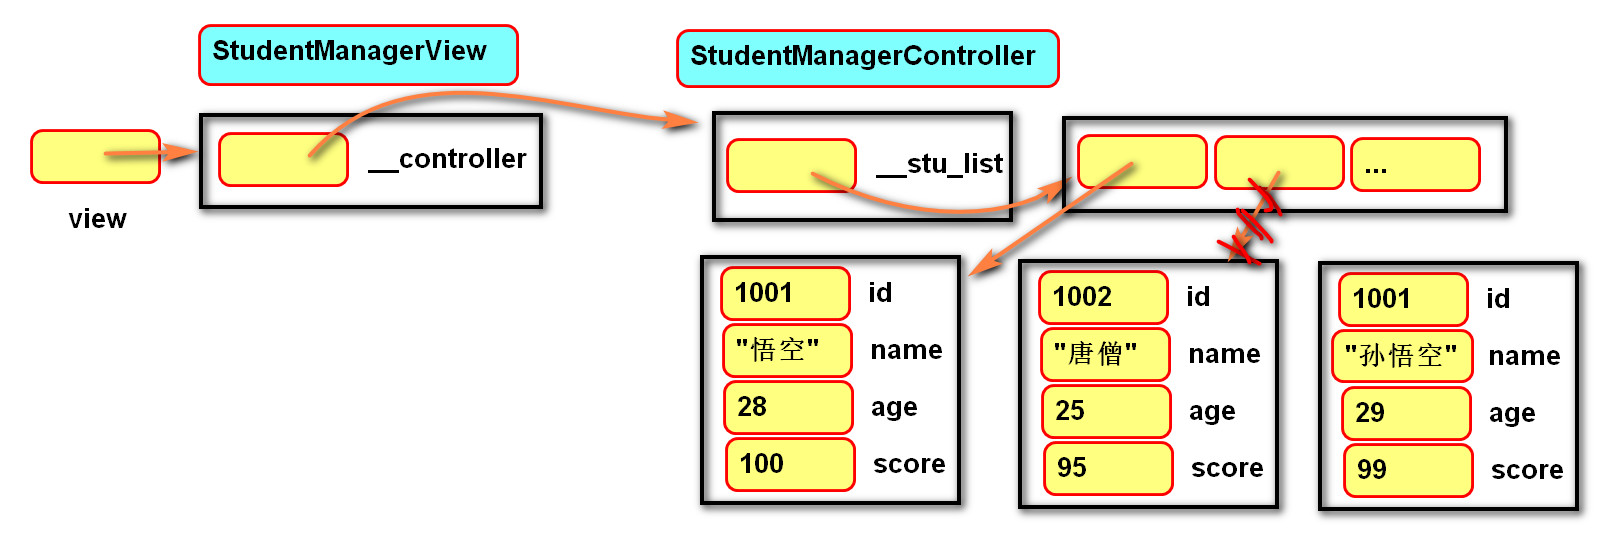 StudentManagerView
StudentManagerController
view
__controller
__stu_list
...
1001 id
"悟空" name
28 age
100 score
1002 id
"唐僧" name
25 age
95 score
1001 id
"孙悟空" name
29 age
99 score